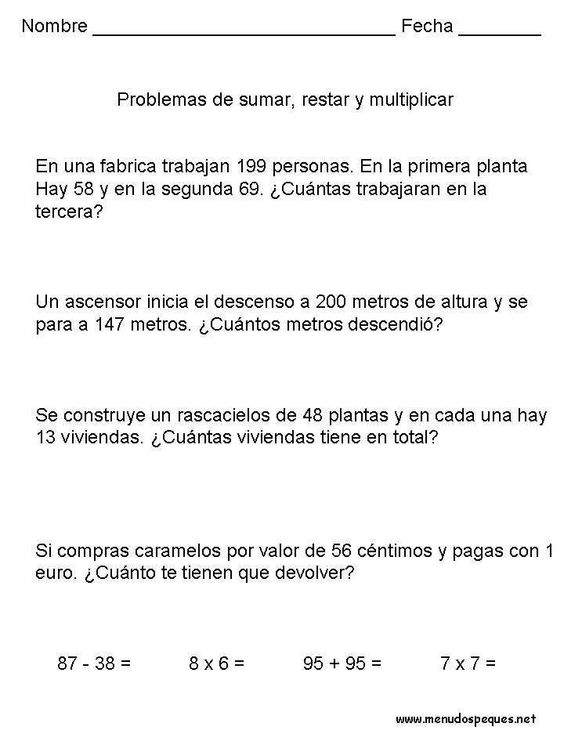 Nombre ______________________________ Fecha ________
Problemas de sumar, restar y multiplicar
En una fabrica trabajan 199 personas. En la primera planta
Hay 58 y en la segunda 69. ¿Cuántas trabajaran en la
tercera?
Un ascensor inicia el descenso a 200 metros de altura y se
para a 147 metros. ¿Cuántos metros descendió?
Se construye un rascacielos de 48 plantas y en cada una hay
13 viviendas. ¿Cuántas viviendas tiene en total?
Si compras caramelos por valor de 56 céntimos y pagas con 1
euro. ¿Cuánto te tienen que devolver?
87 - 38 = 8 x 6 = 95 + 95 = 7 x 7 =
www.menudospeques.net